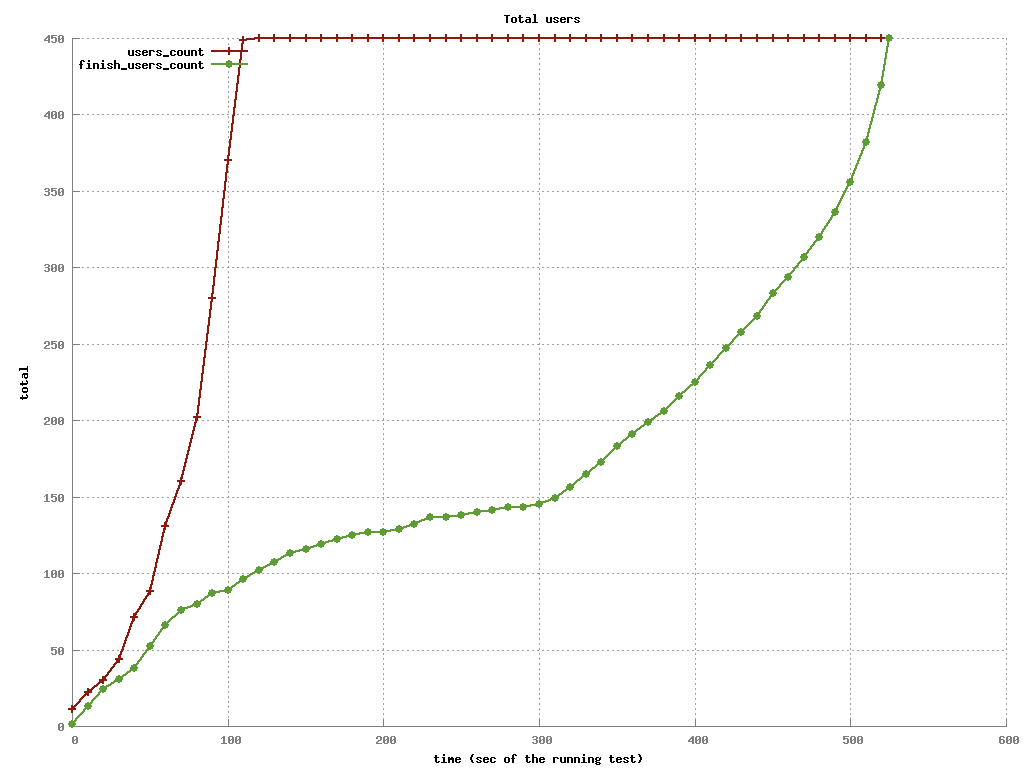 Total users
users_count
finish_users_count
450
400
350
300
250
200
150
100
50
0
total
0 100 200 300 400 500 600
time (sec of the running test)